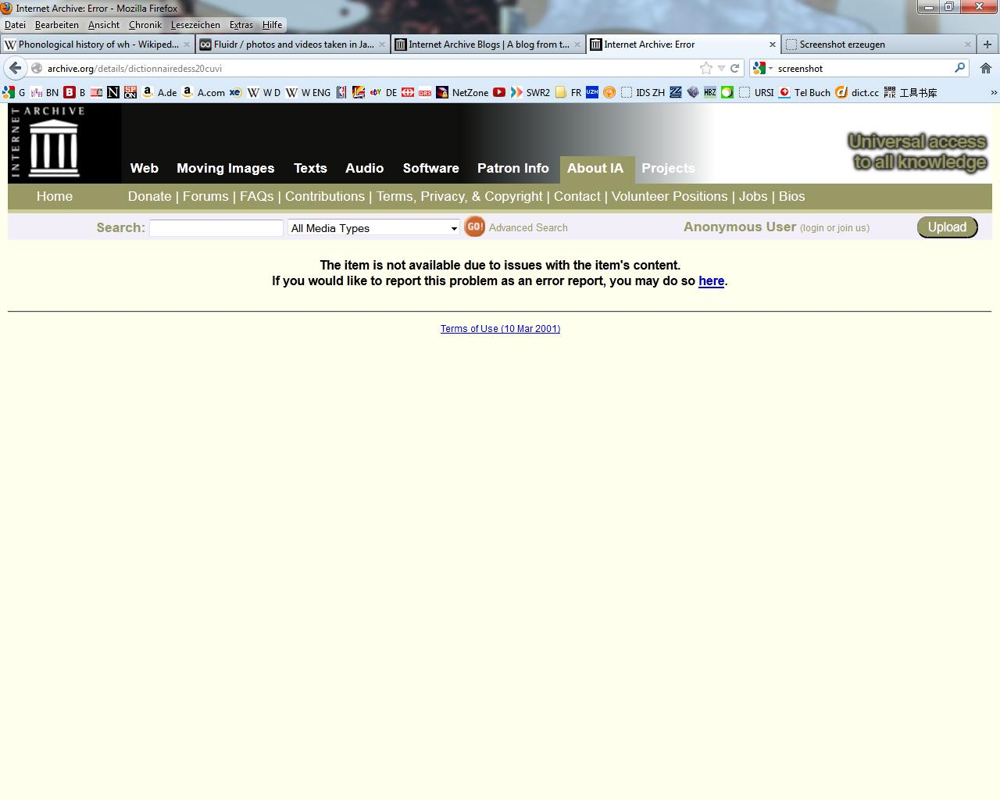 Internet Archive: Error - Mozilla Firefox
Datei Bearbeiten Ansicht Chronik Lesezeichen Extras Hilfe
Phonological history of wh - Wikiped... Fluidr / photos and videos taken in Ja... Internet Archive Blogs | A blog from t... Internet Archive: Error Screenshot erzeugen
archive.org/details/dictionnairedess20cuvi screenshot
G BN B A.de A.com W D W ENG DE NetZone SWR2 FR IDS ZH URSI Tel Buch dict.cc 工具书库 »
INTERNET ARCHIVE
Universal access
to all knowledge
Web Moving Images Texts Audio Software Patron Info About IA Projects
Home Donate | Forums | FAQs | Contributions | Terms, Privacy, & Copyright | Contact | Volunteer Positions | Jobs | Bios
Search: All Media Types GO! Advanced Search Anonymous User (login or join us) Upload
The item is not available due to issues with the item's content.
If you would like to report this problem as an error report, you may do so here.
Terms of Use (10 Mar 2001)